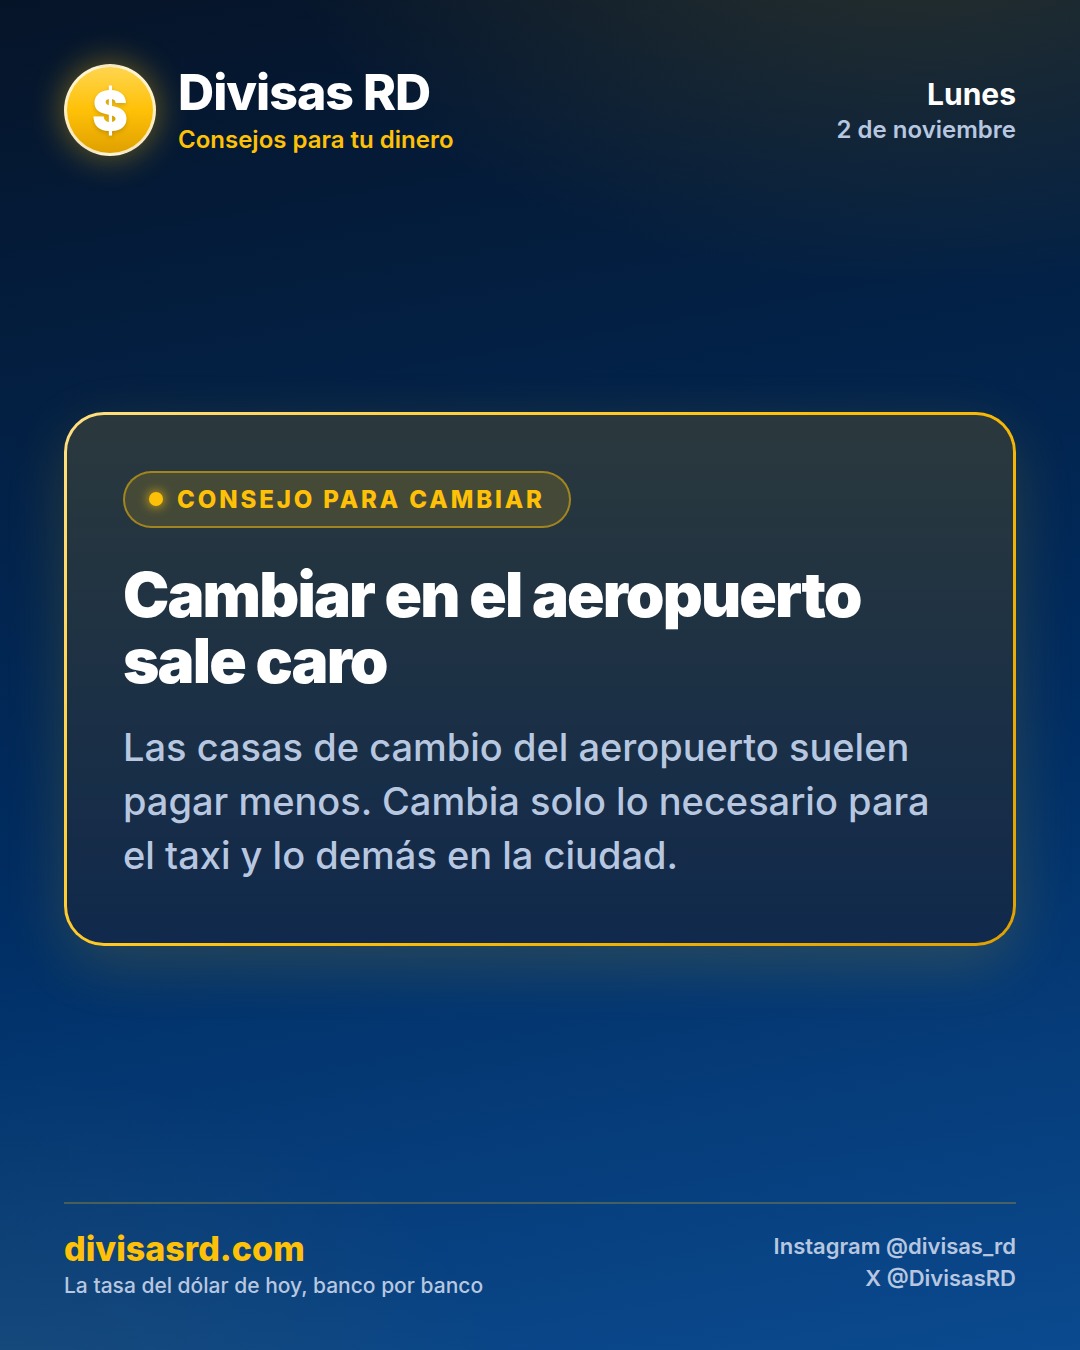 $
Divisas RD
Consejos para tu dinero
Lunes
2 de noviembre
CONSEJO PARA CAMBIAR
Cambiar en el aeropuerto
sale caro
Las casas de cambio del aeropuerto suelen
pagar menos. Cambia solo lo necesario para
el taxi y lo demás en la ciudad.
divisasrd.com
La tasa del dólar de hoy, banco por banco
Instagram @divisas_rd
X @DivisasRD